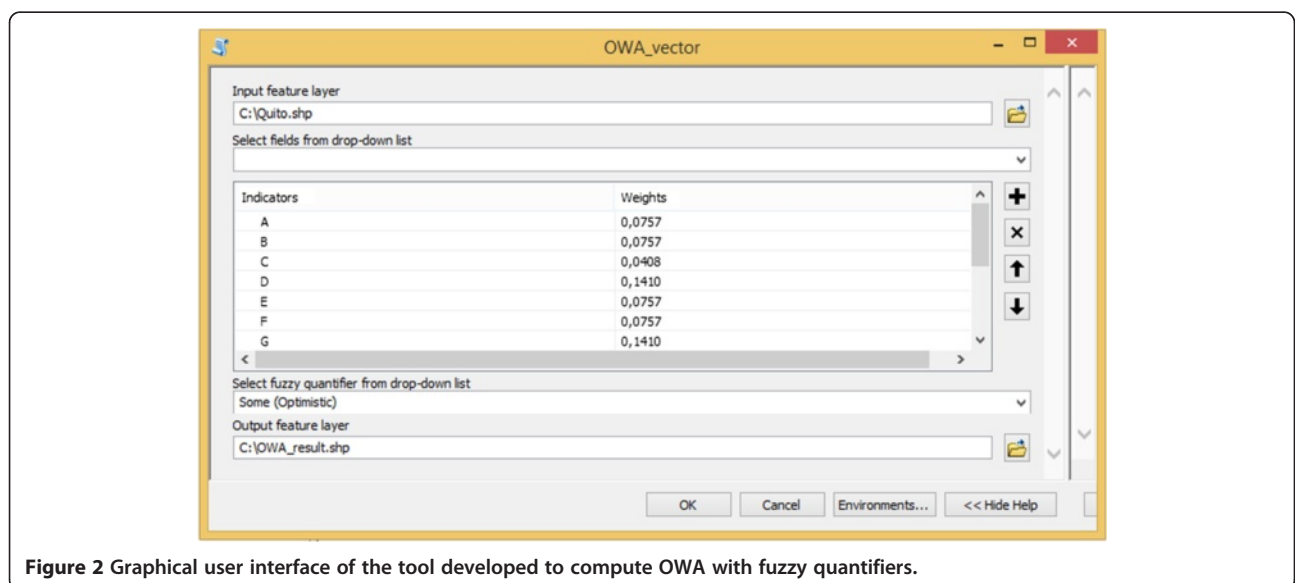 OWA_vector
Input feature layer
C:\Quito.shp
Select fields from drop-down list
Indicators Weights
A 0,0757
B 0,0757
C 0,0408
D 0,1410
E 0,0757
F 0,0757
G 0,1410
Select fuzzy quantifier from drop-down list
Some (Optimistic)
Output feature layer
C:\OWA_result.shp
OK Cancel Environments... << Hide Help
Figure 2 Graphical user interface of the tool developed to compute OWA with fuzzy quantifiers.